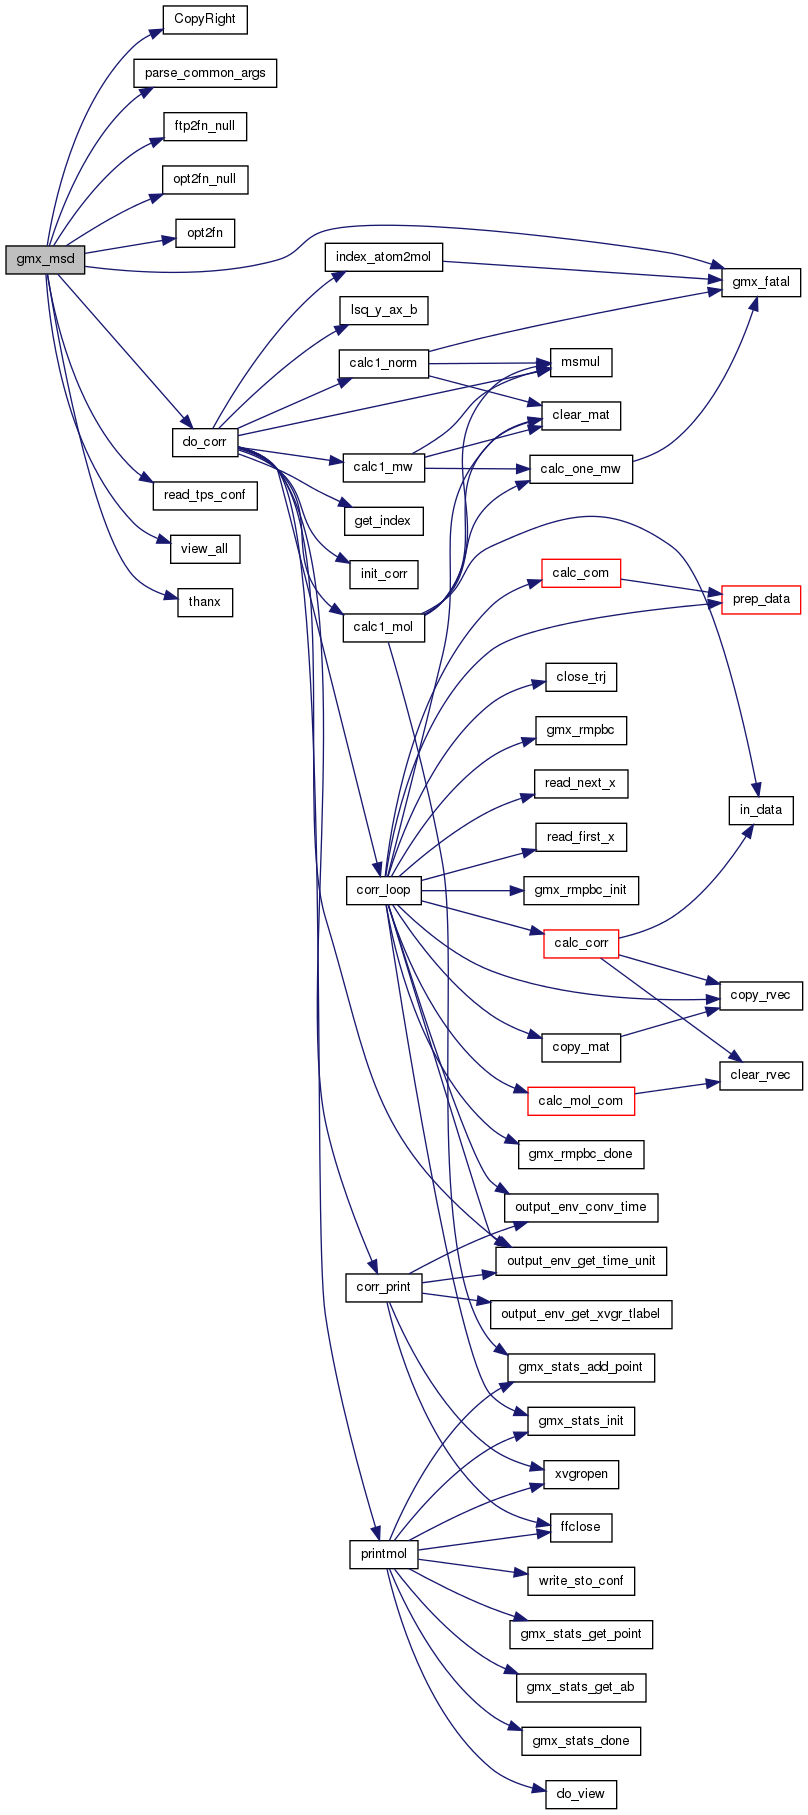 CopyRight
parse_common_args
ftp2fn_null
opt2fn_null
opt2fn
gmx_msd
index_atom2mol
gmx_fatal
lsq_y_ax_b
calc1_norm
msmul
clear_mat
do_corr
calc1_mw
calc_one_mw
read_tps_conf
get_index
view_all
init_corr
calc_com
thanx
calc1_mol
prep_data
close_trj
gmx_rmpbc
read_next_x
in_data
read_first_x
corr_loop
gmx_rmpbc_init
calc_corr
copy_rvec
copy_mat
clear_rvec
calc_mol_com
gmx_rmpbc_done
output_env_conv_time
output_env_get_time_unit
corr_print
output_env_get_xvgr_tlabel
gmx_stats_add_point
gmx_stats_init
xvgropen
ffclose
printmol
write_sto_conf
gmx_stats_get_point
gmx_stats_get_ab
gmx_stats_done
do_view